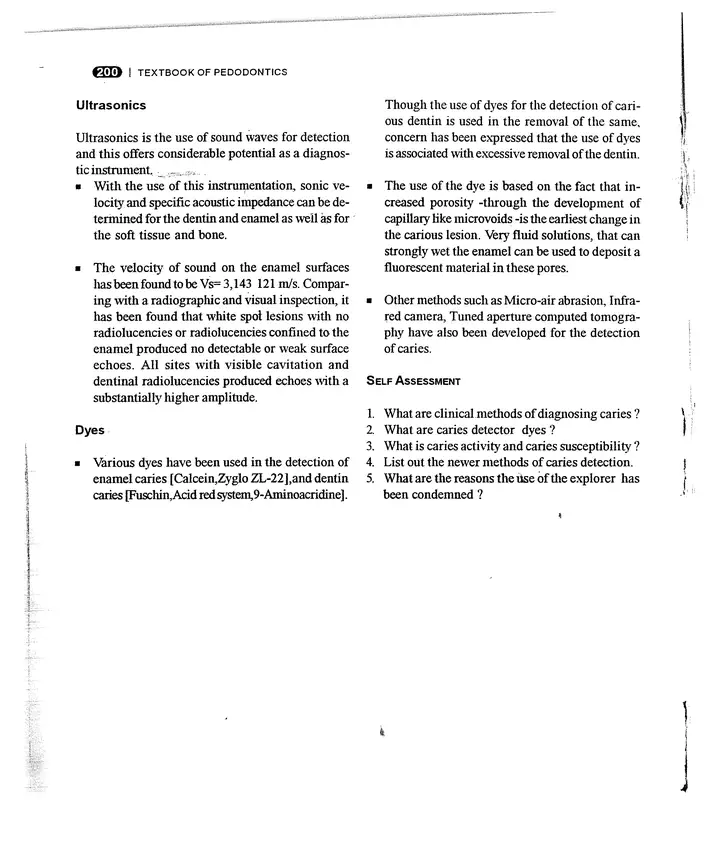 200 | TEXTBOOK OF PEDODONTICS
Ultrasonics
Ultrasonics is the use of sound waves for detection
and this offers considerable potential as a diagnos-
tic instrument.
▪ With the use of this instrumentation, sonic ve-
locity and specific acoustic impedance can be de-
termined for the dentin and enamel as well as for
the soft tissue and bone.
▪ The velocity of sound on the enamel surfaces
has been found to be Vs= 3,143 121 m/s. Compar-
ing with a radiographic and visual inspection, it
has been found that white spot lesions with no
radiolucencies or radiolucencies confined to the
enamel produced no detectable or weak surface
echoes. All sites with visible cavitation and
dentinal radiolucencies produced echoes with a
substantially higher amplitude.
Dyes
▪ Various dyes have been used in the detection of
enamel caries [Calcein,Zyglo ZL-22],and dentin
caries [Fuschin,Acid red system,9-Aminoacridine].
Though the use of dyes for the detection of cari-
ous dentin is used in the removal of the same,
concern has been expressed that the use of dyes
is associated with excessive removal of the dentin.
▪ The use of the dye is based on the fact that in-
creased porosity -through the development of
capillary like microvoids -is the earliest change in
the carious lesion. Very fluid solutions, that can
strongly wet the enamel can be used to deposit a
fluorescent material in these pores.
▪ Other methods such as Micro-air abrasion, Infra-
red camera, Tuned aperture computed tomogra-
phy have also been developed for the detection
of caries.
SELF ASSESSMENT
1. What are clinical methods of diagnosing caries ?
2. What are caries detector dyes ?
3. What is caries activity and caries susceptibility ?
4. List out the newer methods of caries detection.
5. What are the reasons the use of the explorer has
been condemned ?